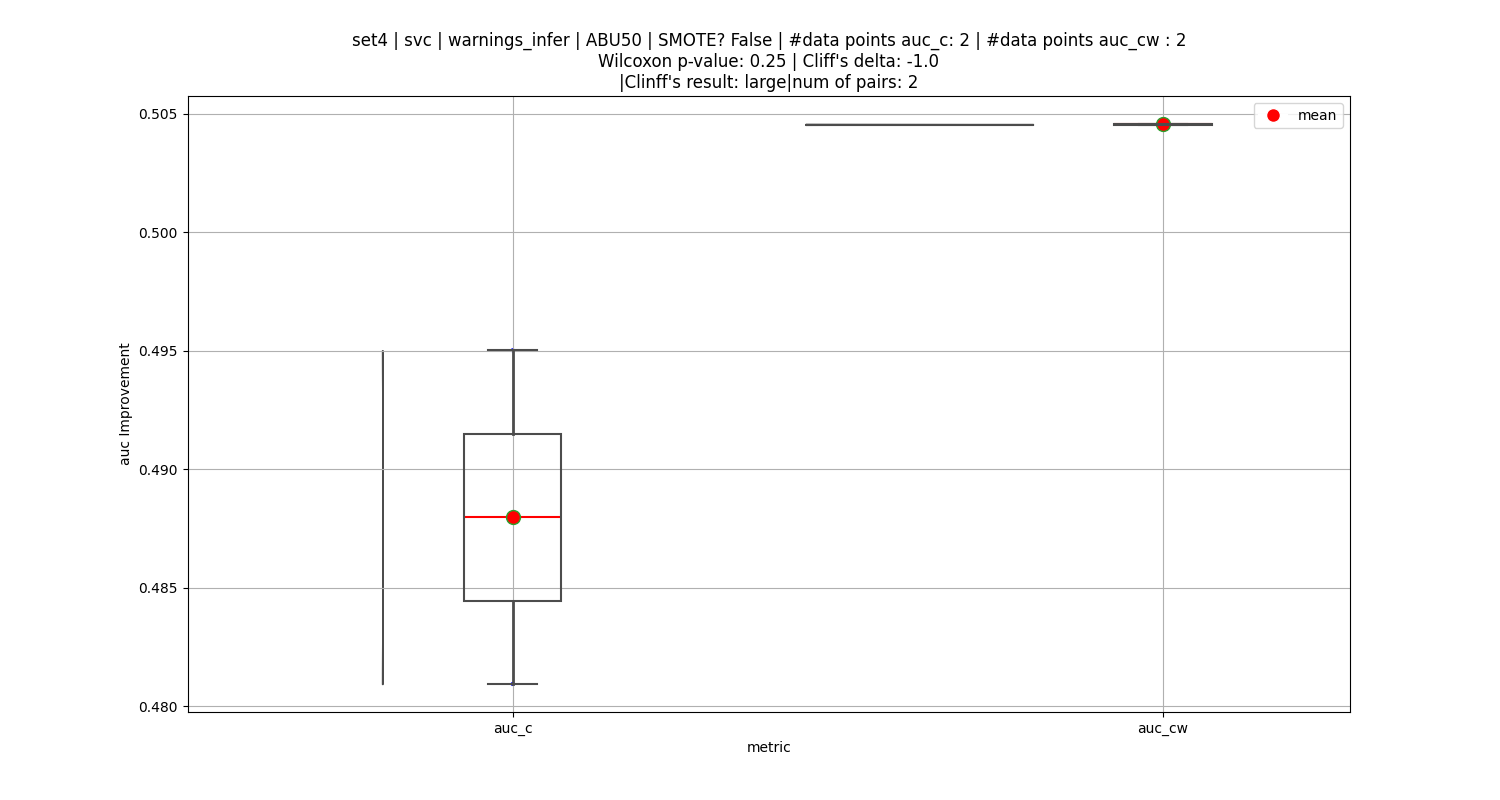 set4 | svc | warnings_infer | ABU50 | SMOTE? False | #data points auc_c: 2 | #data points auc_cw : 2
Wilcoxon p-value: 0.25 | Cliff's delta: -1.0
|Clinff's result: large|num of pairs: 2
mean
0.505
0.500
0.495
0.490
0.485
0.480
auc Improvement
auc_c
auc_cw
metric